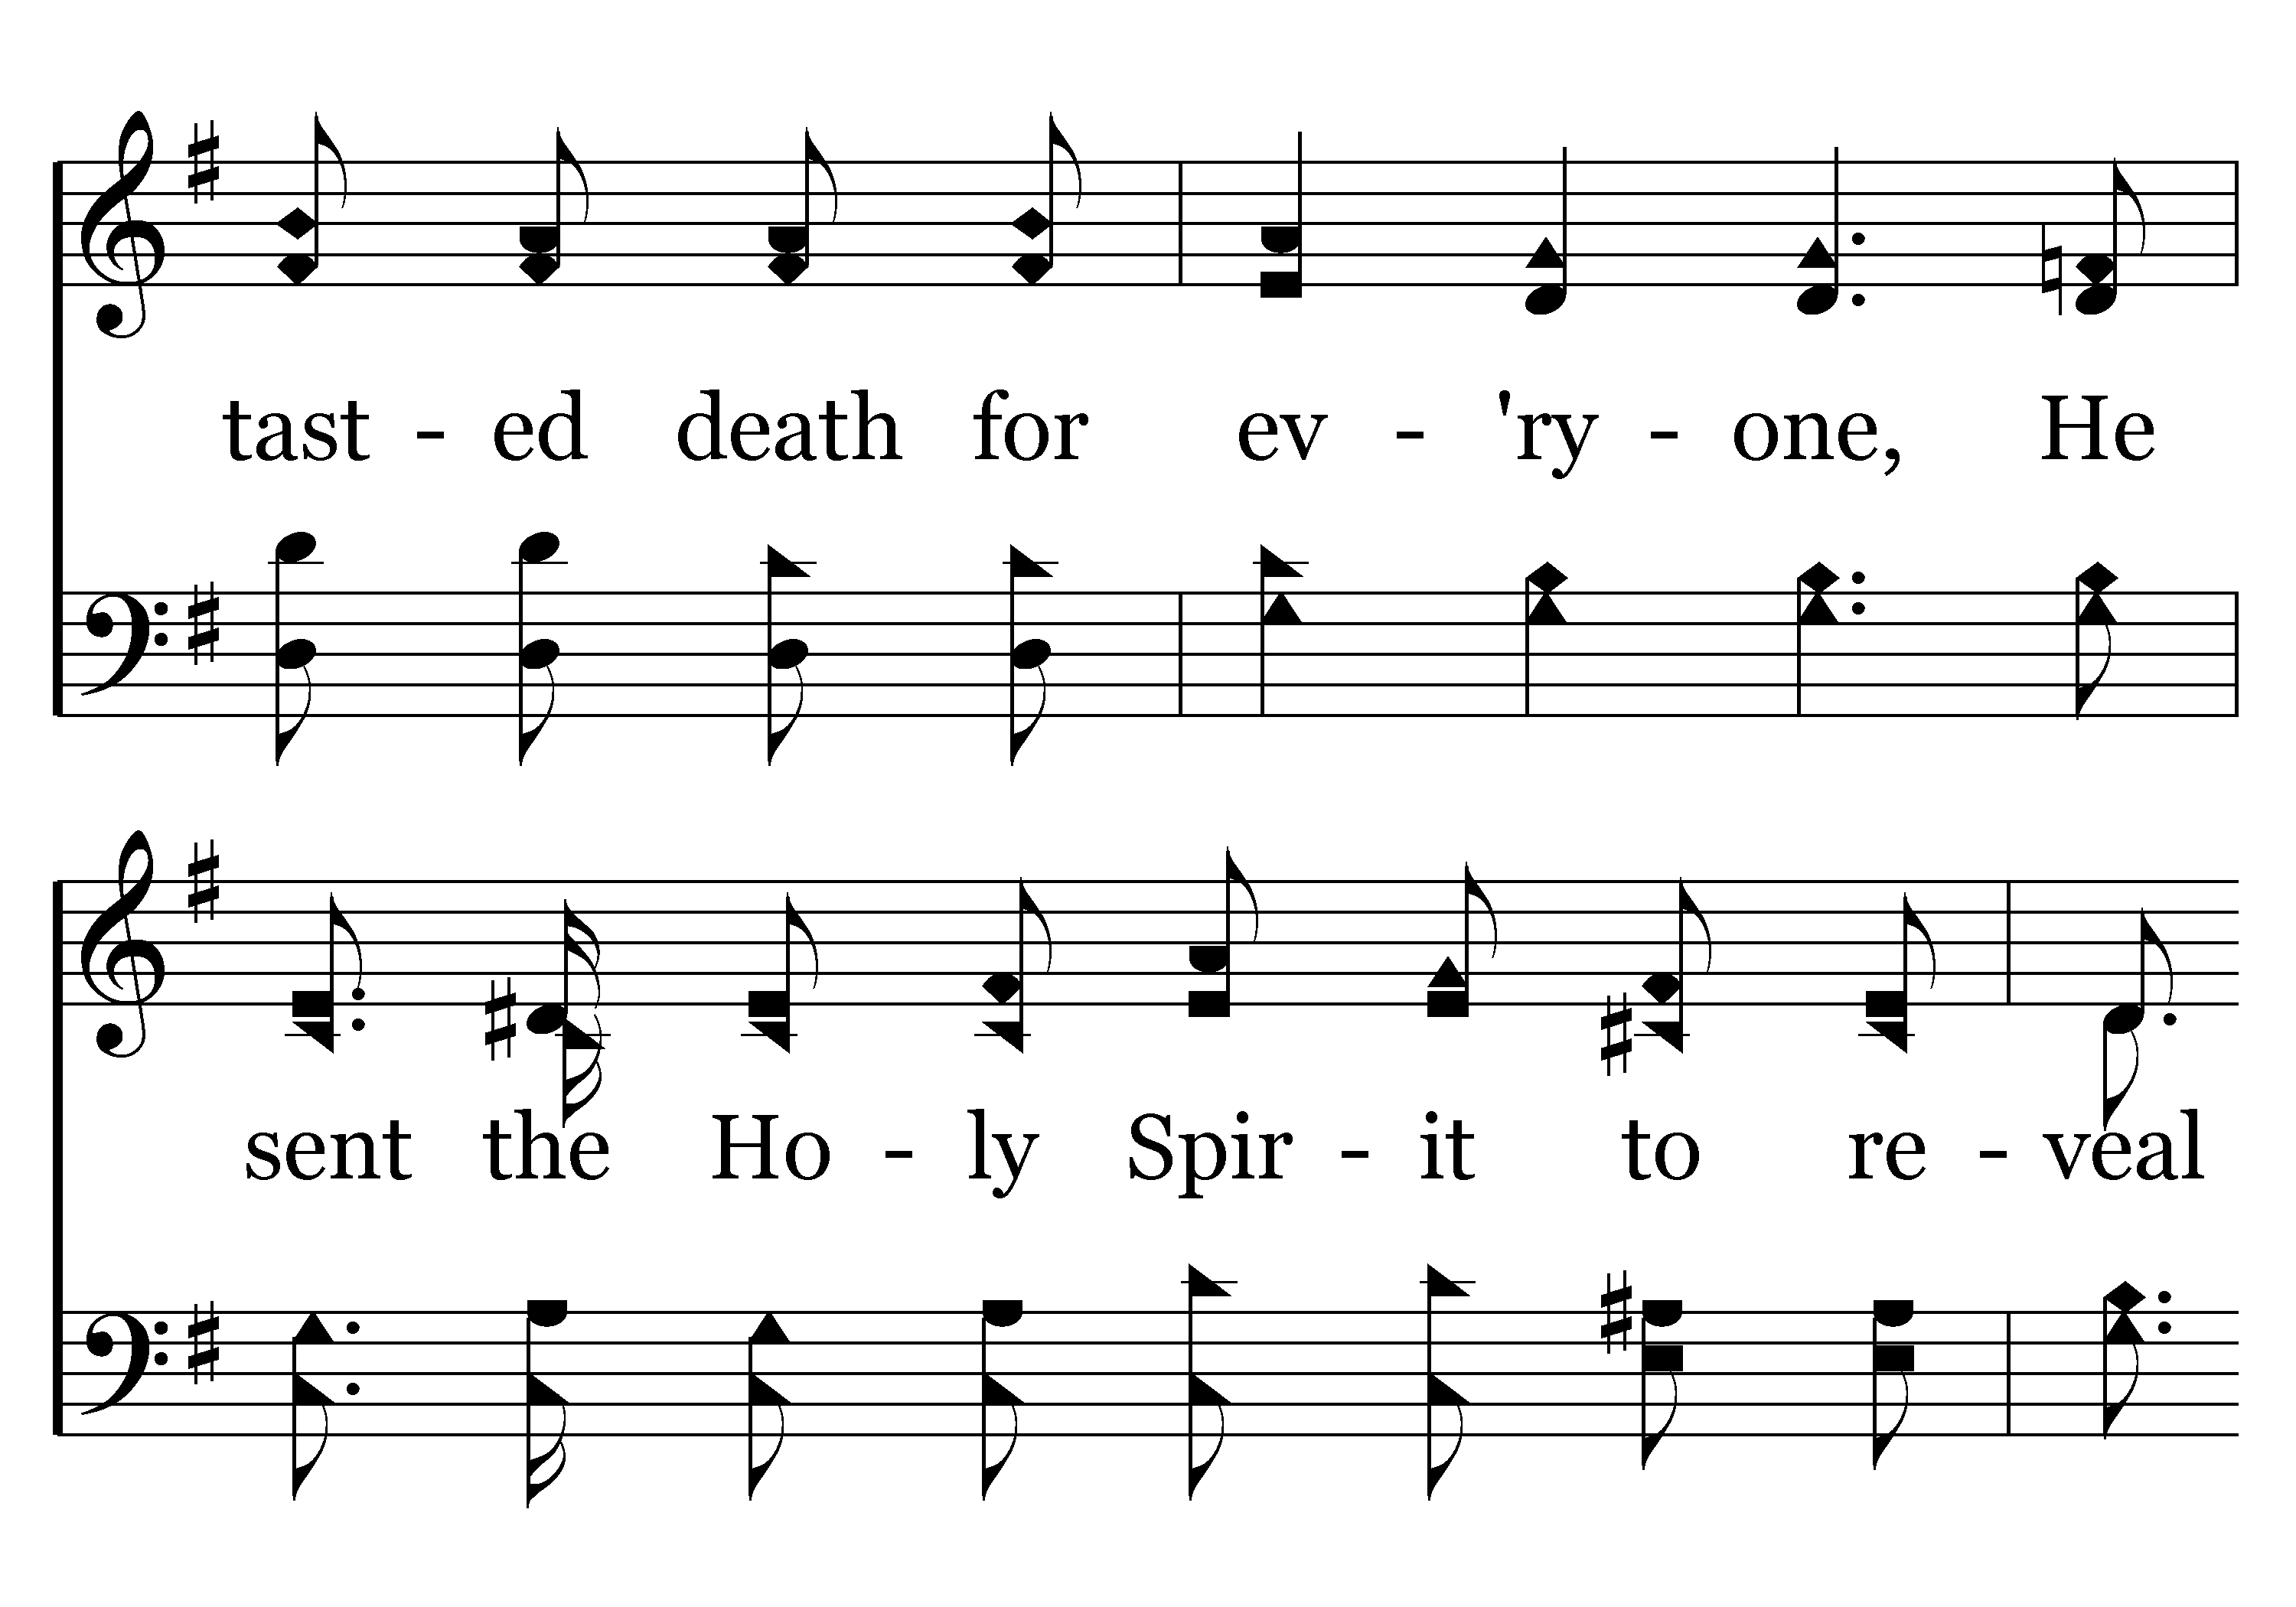 tast - ed death for ev - 'ry - one, He
sent the Ho - ly Spir - it to re - veal